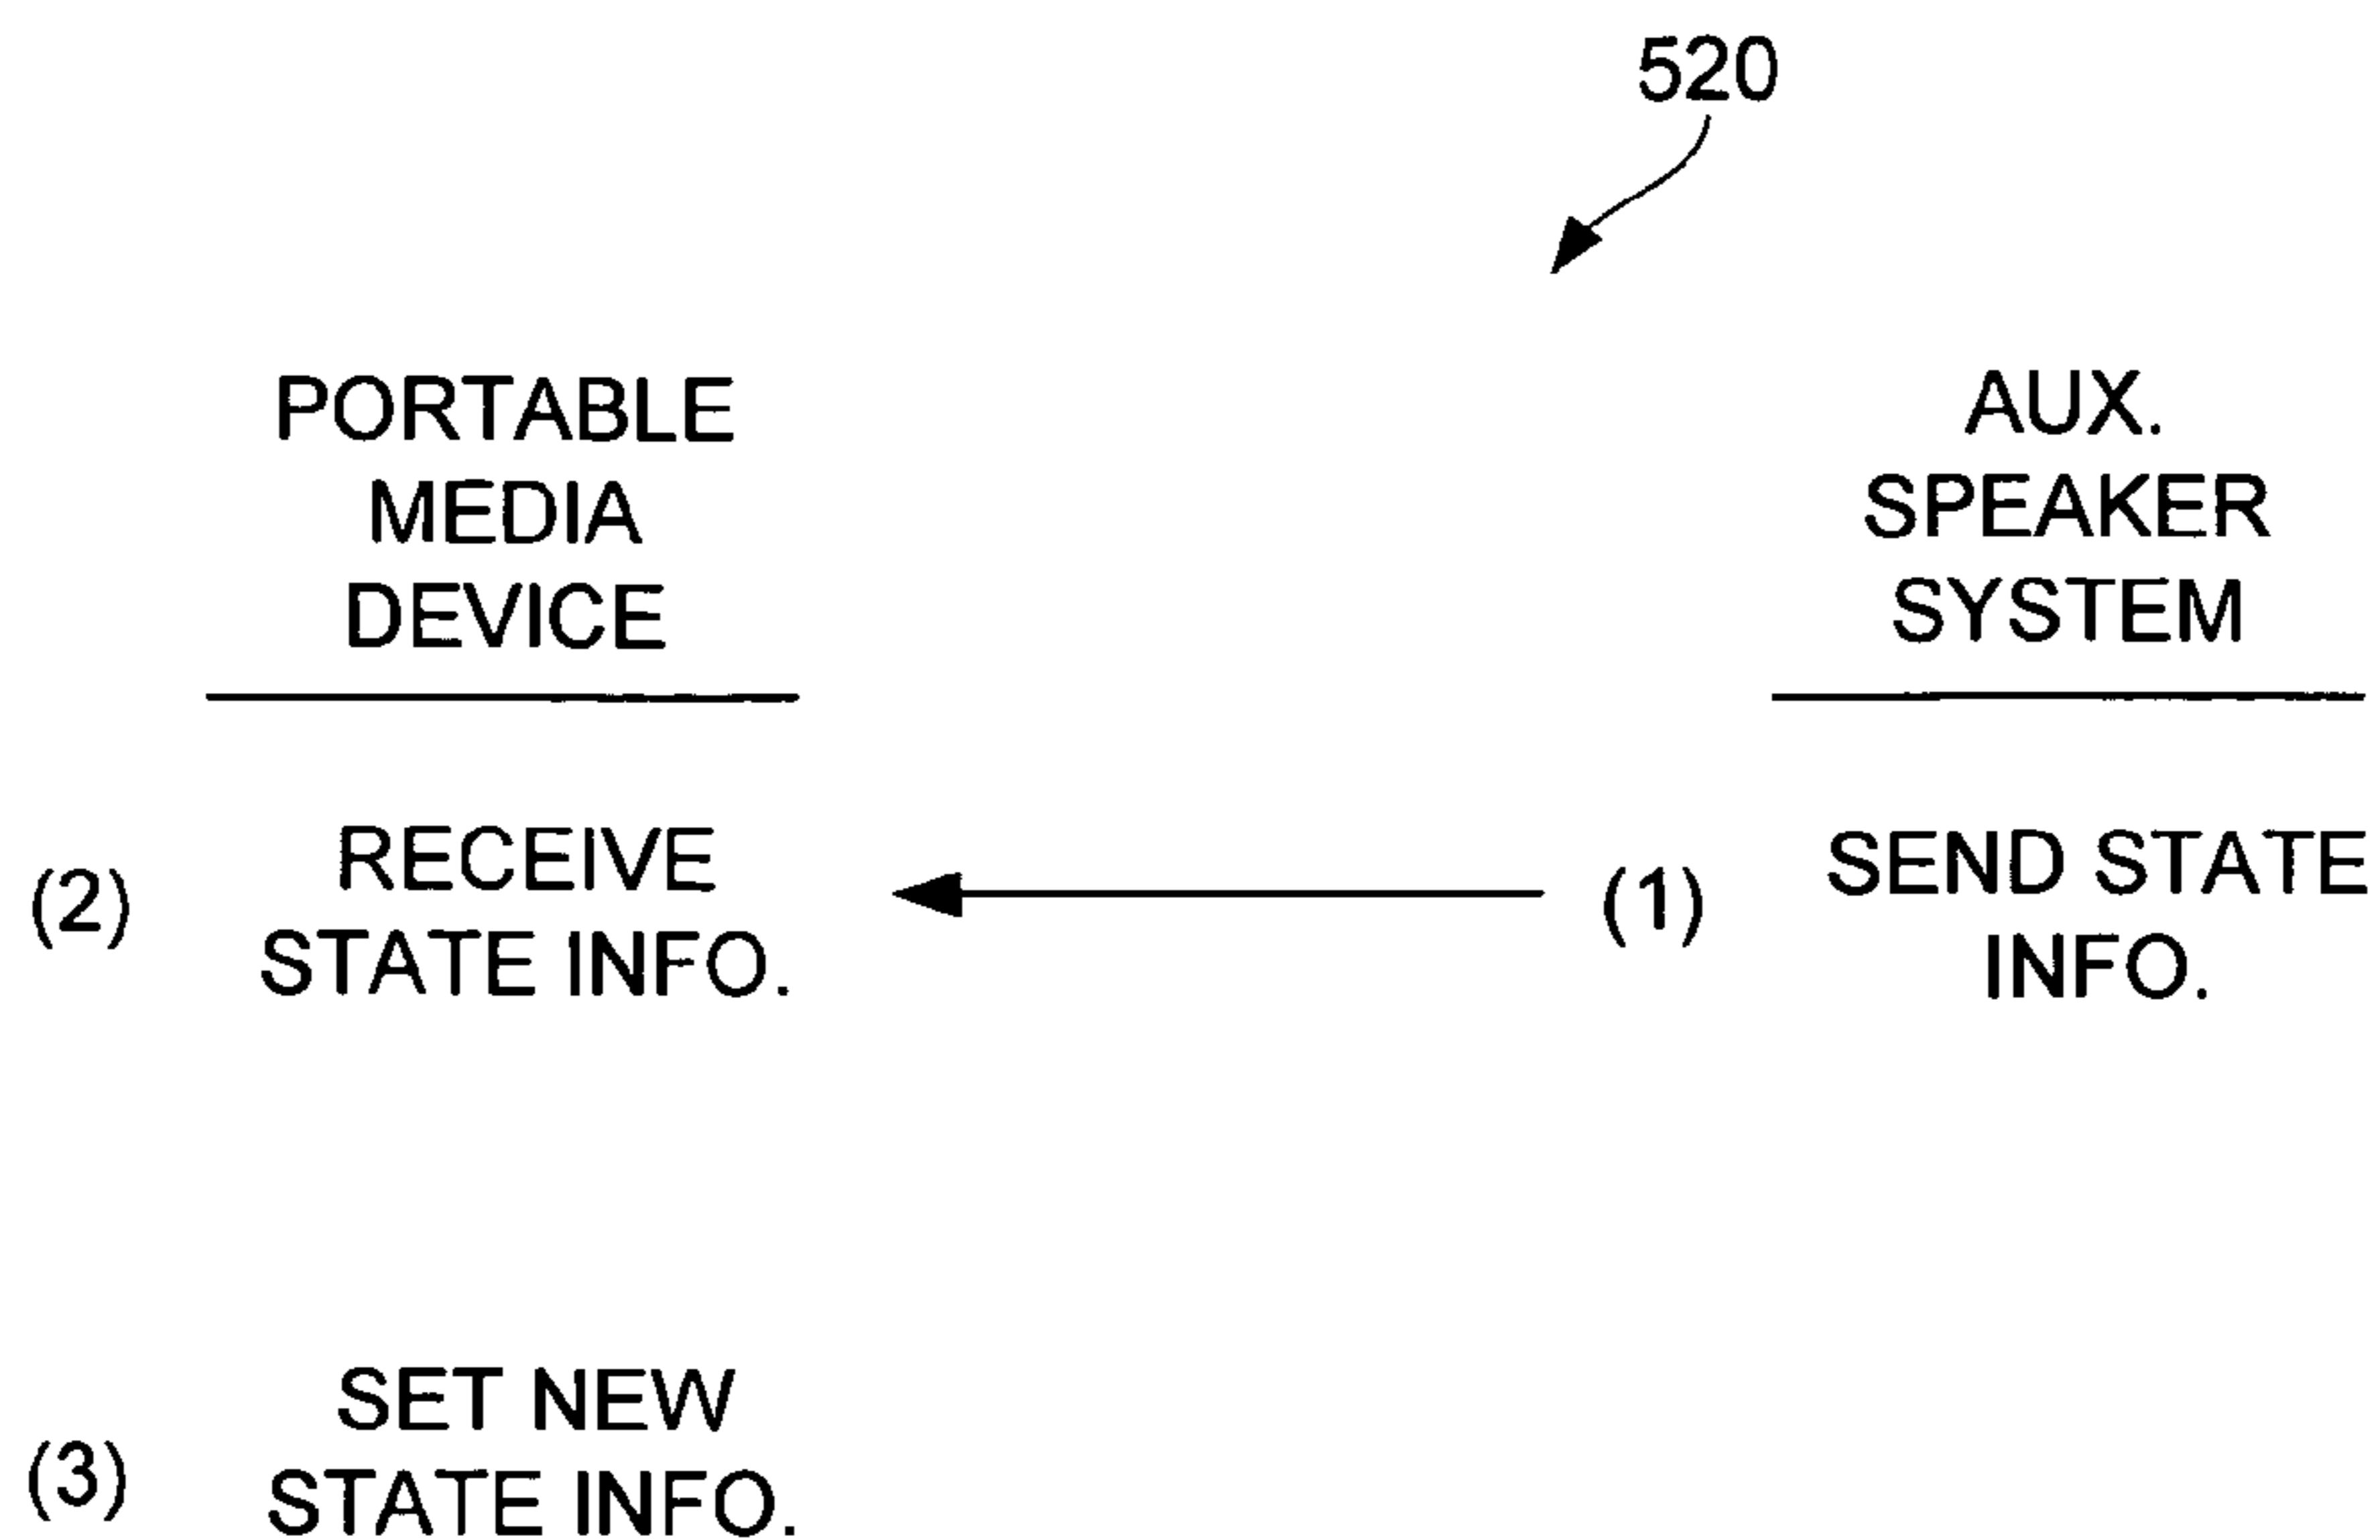 520
PORTABLE
MEDIA
DEVICE
AUX.
SPEAKER
SYSTEM
(2)
RECEIVE
STATE INFO.
(1)
SEND STATE
INFO.
(3)
SET NEW
STATE INFO.